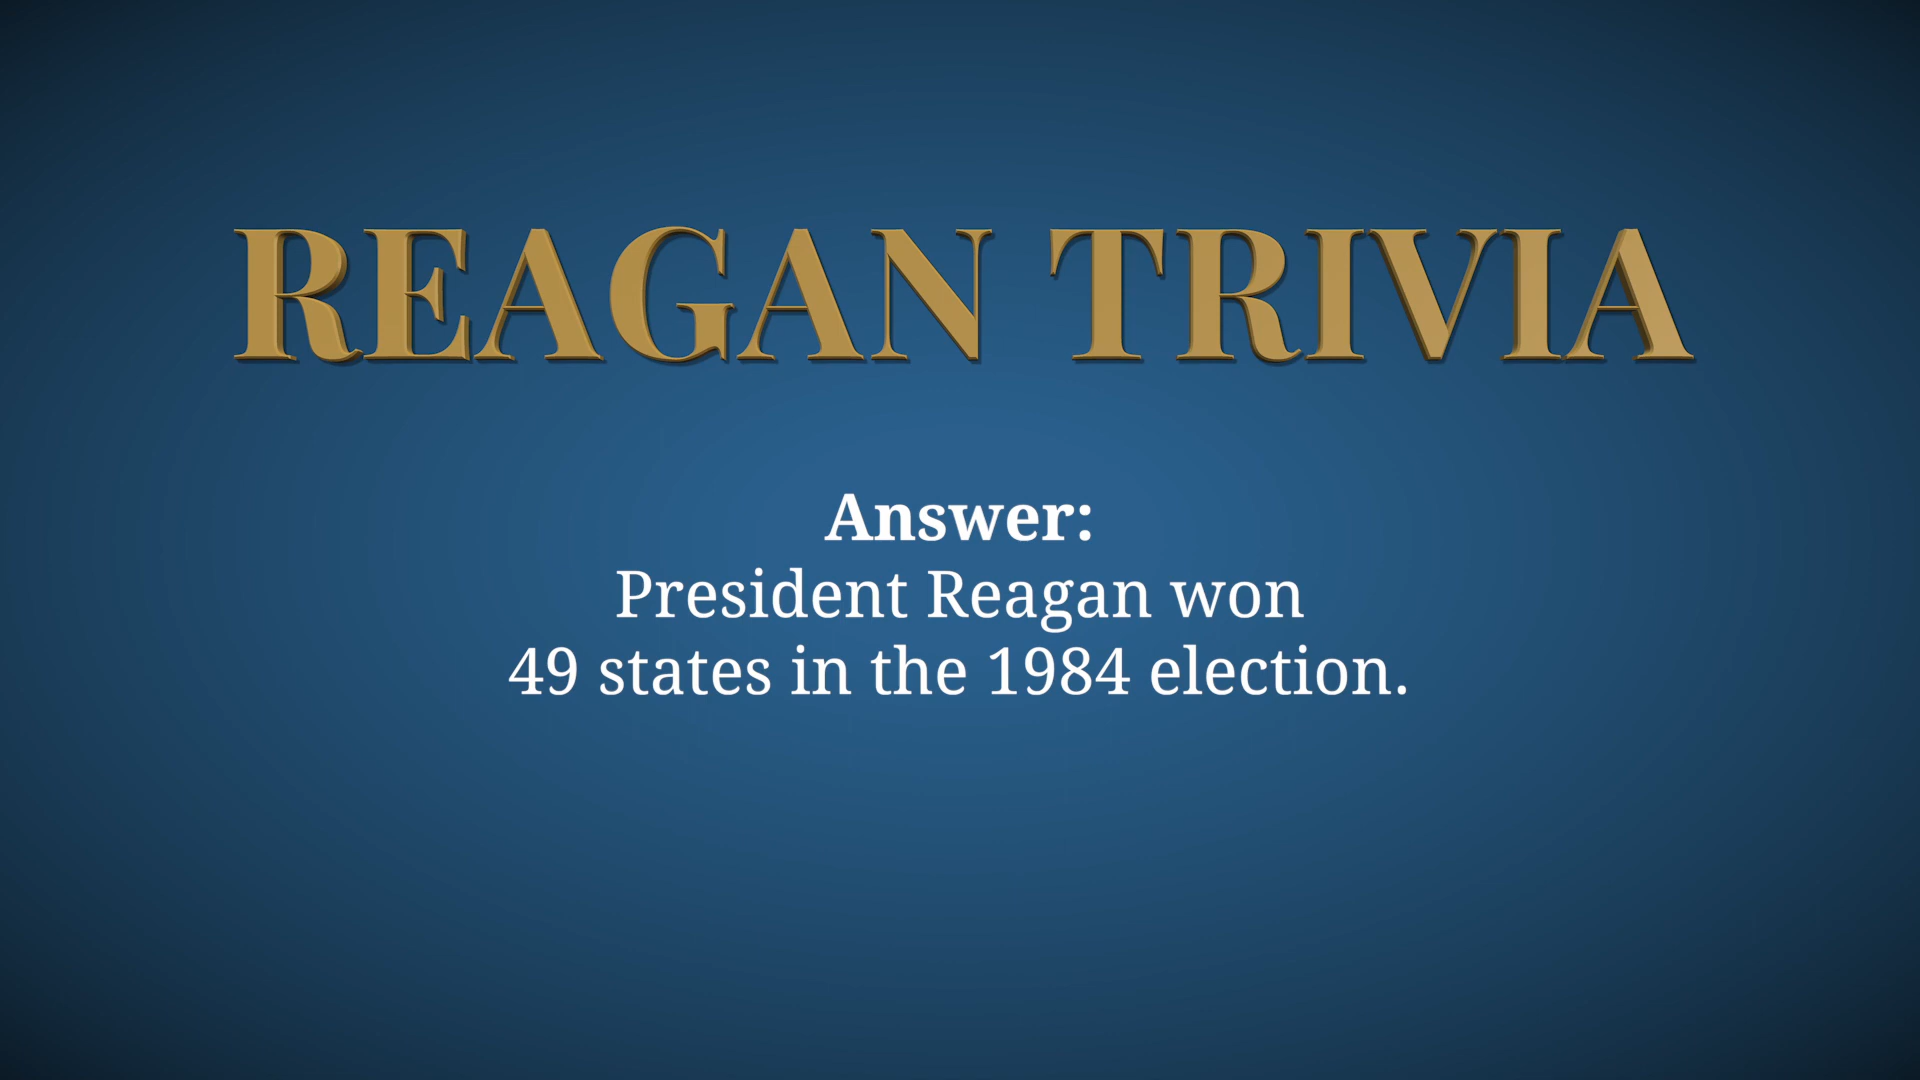 REAGAN TRIVIA
Answer:
President Reagan won
49 states in the 1984 election.